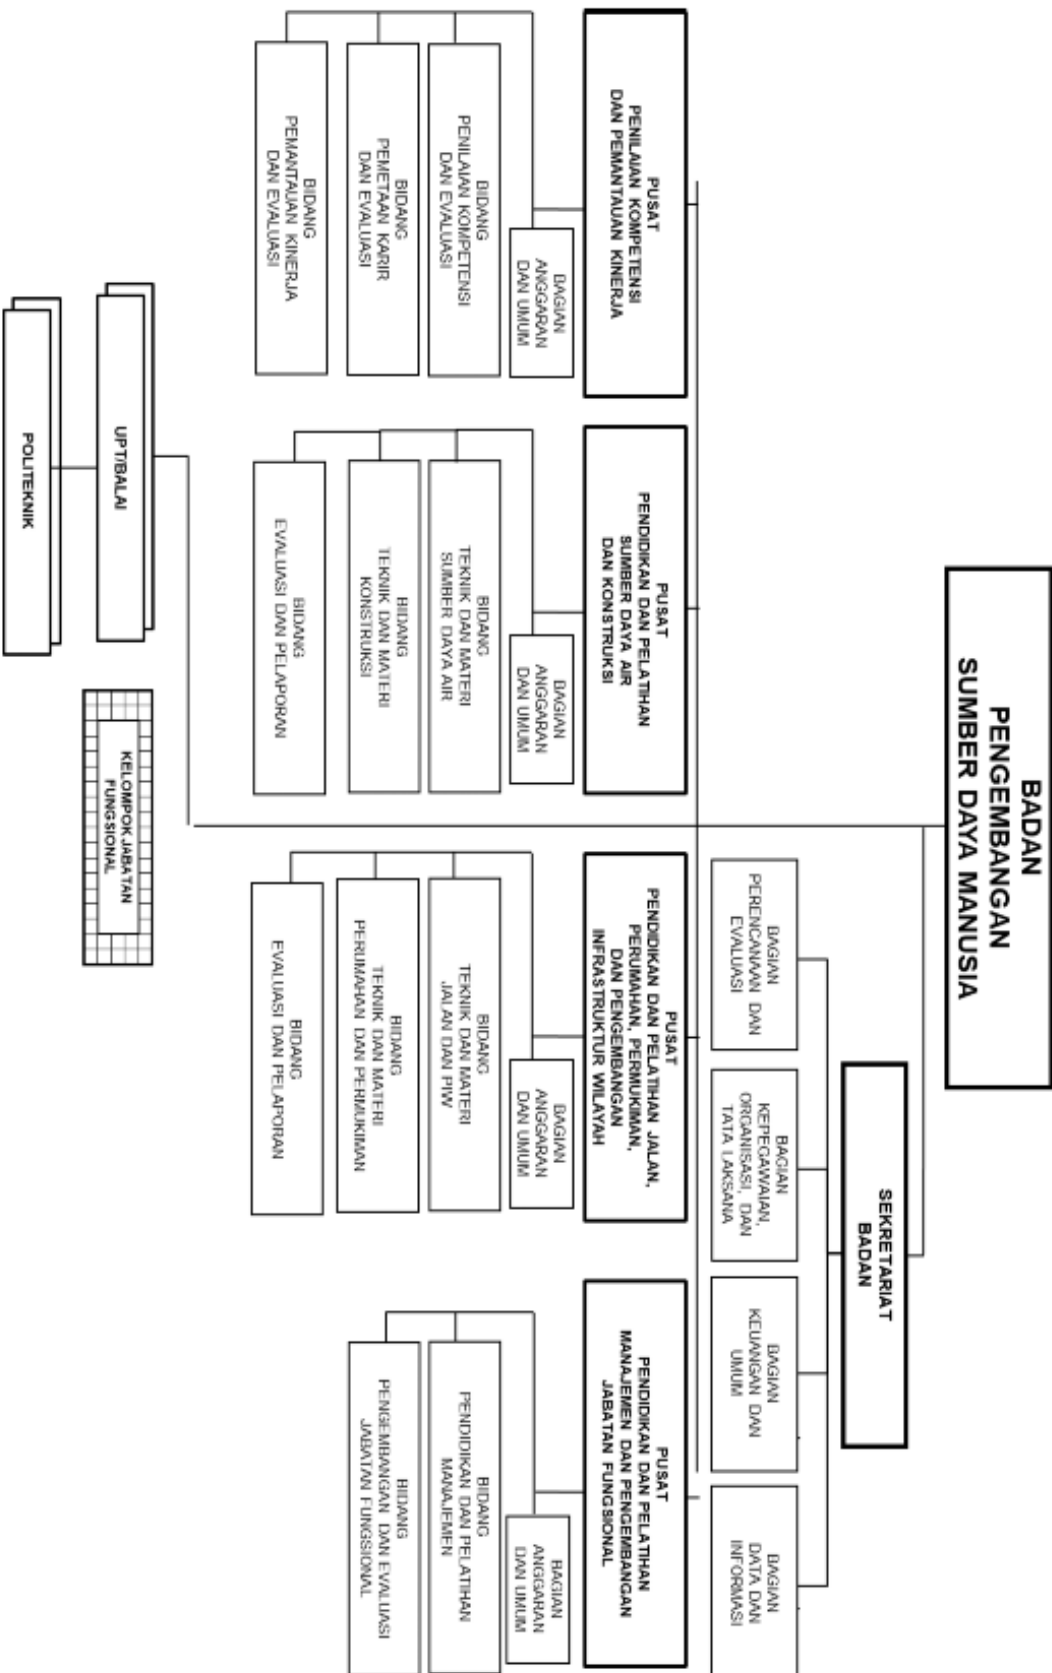 BADAN
PENGEMBANGAN
SUMBER DAYA MANUSIA
SEKRETARIAT
BADAN
BAGIAN
PERENCANAAN DAN
EVALUASI
BAGIAN
KEPEGAWAIAN,
ORGANISASI, DAN
TATA LAKSANA
BAGIAN
KEUANGAN DAN
UMUM
BAGIAN
DATA DAN
INFORMASI
PUSAT
PENILAIAN KOMPETENSI
DAN PEMANTAUAN KINERJA
BAGIAN
ANGGARAN
DAN UMUM
BIDANG
PENILAIAN KOMPETENSI
DAN EVALUASI
BIDANG
PEMETAAN KARIR
DAN EVALUASI
BIDANG
PEMANTAUAN KINERJA
DAN EVALUASI
PUSAT
PENDIDIKAN DAN PELATIHAN
SUMBER DAYA AIR
DAN KONSTRUKSI
BAGIAN
ANGGARAN
DAN UMUM
BIDANG
TEKNIK DAN MATERI
SUMBER DAYA AIR
BIDANG
TEKNIK DAN MATERI
KONSTRUKSI
BIDANG
EVALUASI DAN PELAPORAN
PUSAT
PENDIDIKAN DAN PELATIHAN JALAN,
PERUMAHAN, PERMUKIMAN,
DAN PENGEMBANGAN
INFRASTRUKTUR WILAYAH
BAGIAN
ANGGARAN
DAN UMUM
BIDANG
TEKNIK DAN MATERI
JALAN DAN PIW
BIDANG
TEKNIK DAN MATERI
PERUMAHAN DAN PERMUKIMAN
BIDANG
EVALUASI DAN PELAPORAN
PUSAT
PENDIDIKAN DAN PELATIHAN
MANAJEMEN DAN PENGEMBANGAN
JABATAN FUNGSIONAL
BAGIAN
ANGGARAN
DAN UMUM
BIDANG
PENDIDIKAN DAN PELATIHAN
MANAJEMEN
BIDANG
PENGEMBANGAN DAN EVALUASI
JABATAN FUNGSIONAL
UPT/BALAI
POLITEKNIK
KELOMPOK JABATAN
FUNGSIONAL